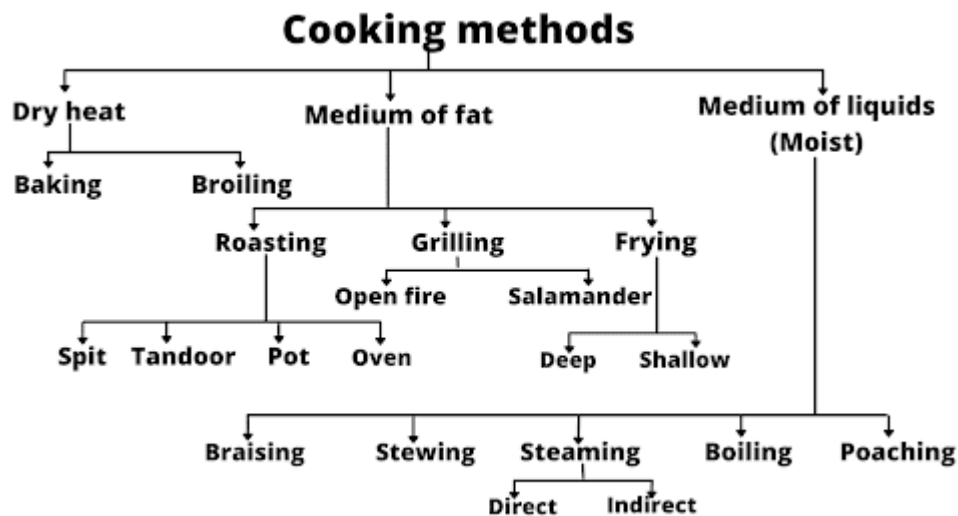 Cooking methods
Dry heat
Medium of fat
Medium of liquids
(Moist)
Baking
Broiling
Roasting
Grilling
Frying
Open fire
Salamander
Spit
Tandoor
Pot
Oven
Deep
Shallow
Braising
Stewing
Steaming
Boiling
Poaching
Direct
Indirect